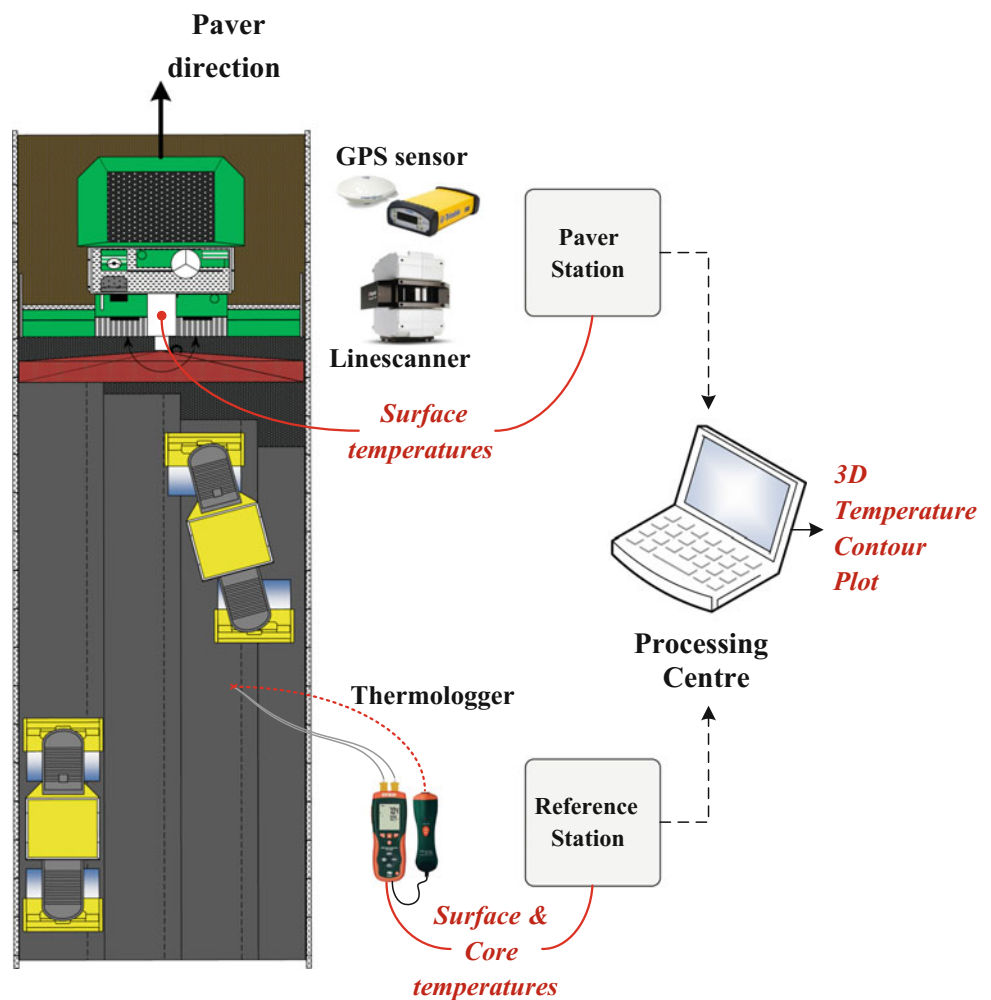 Paver
direction
GPS sensor
Linescanner
Paver
Station
Surface
temperatures
3D
Temperature
Contour
Plot
Processing
Centre
Thermologger
Reference
Station
Surface &
Core
temperatures